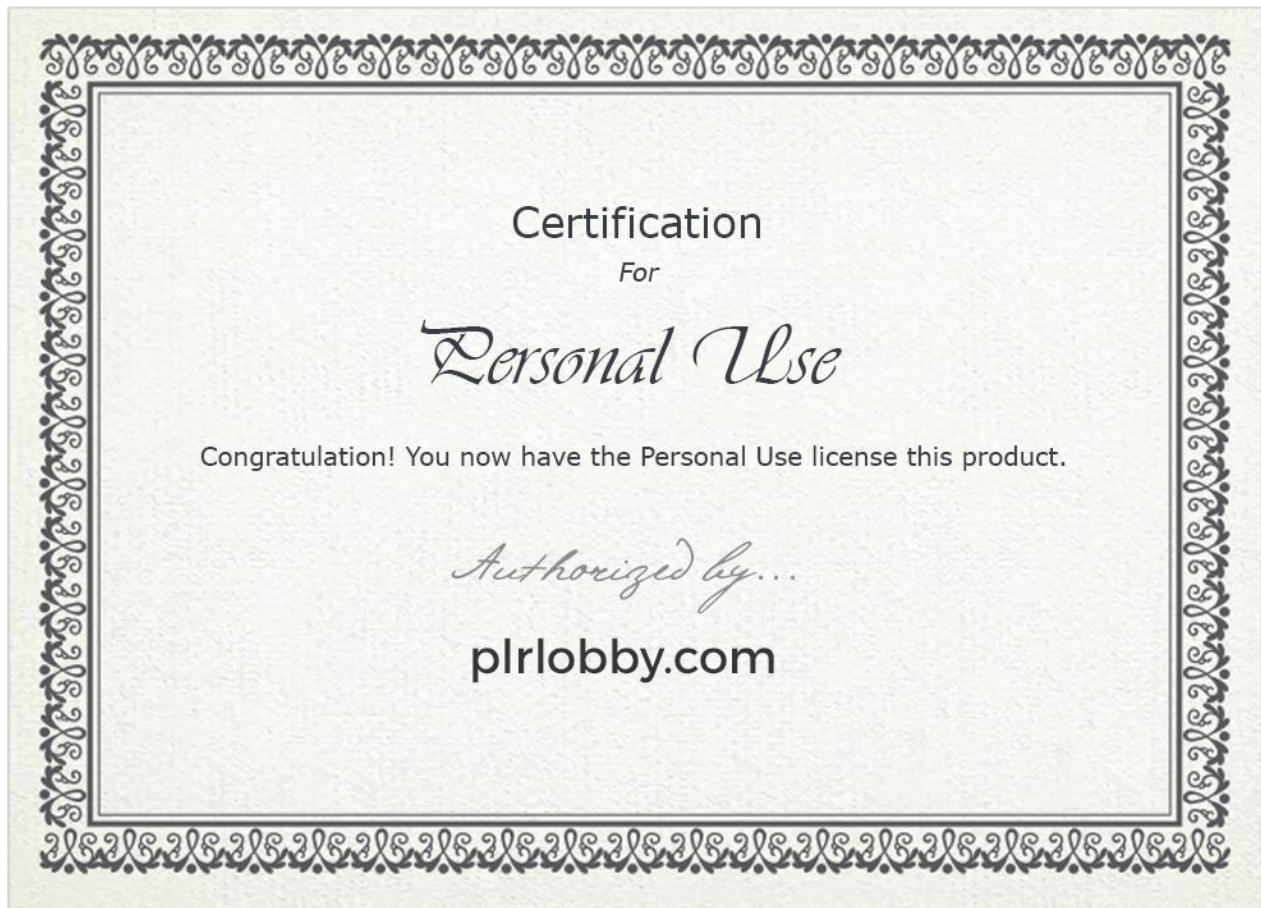 Certification
For
Personal Use
Congratulation! You now have the Personal Use license this product.
Authorized by...
plrlobby.com